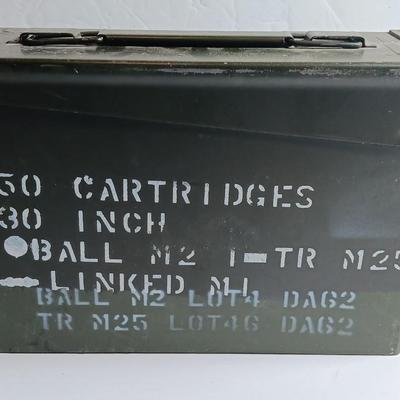 50 CARTRIDGES
30 INCH
BALL M2 1-TR M25
LINKED M1
BALL M2 LOT4 DAG2
TR M25 LOT46 DAG2